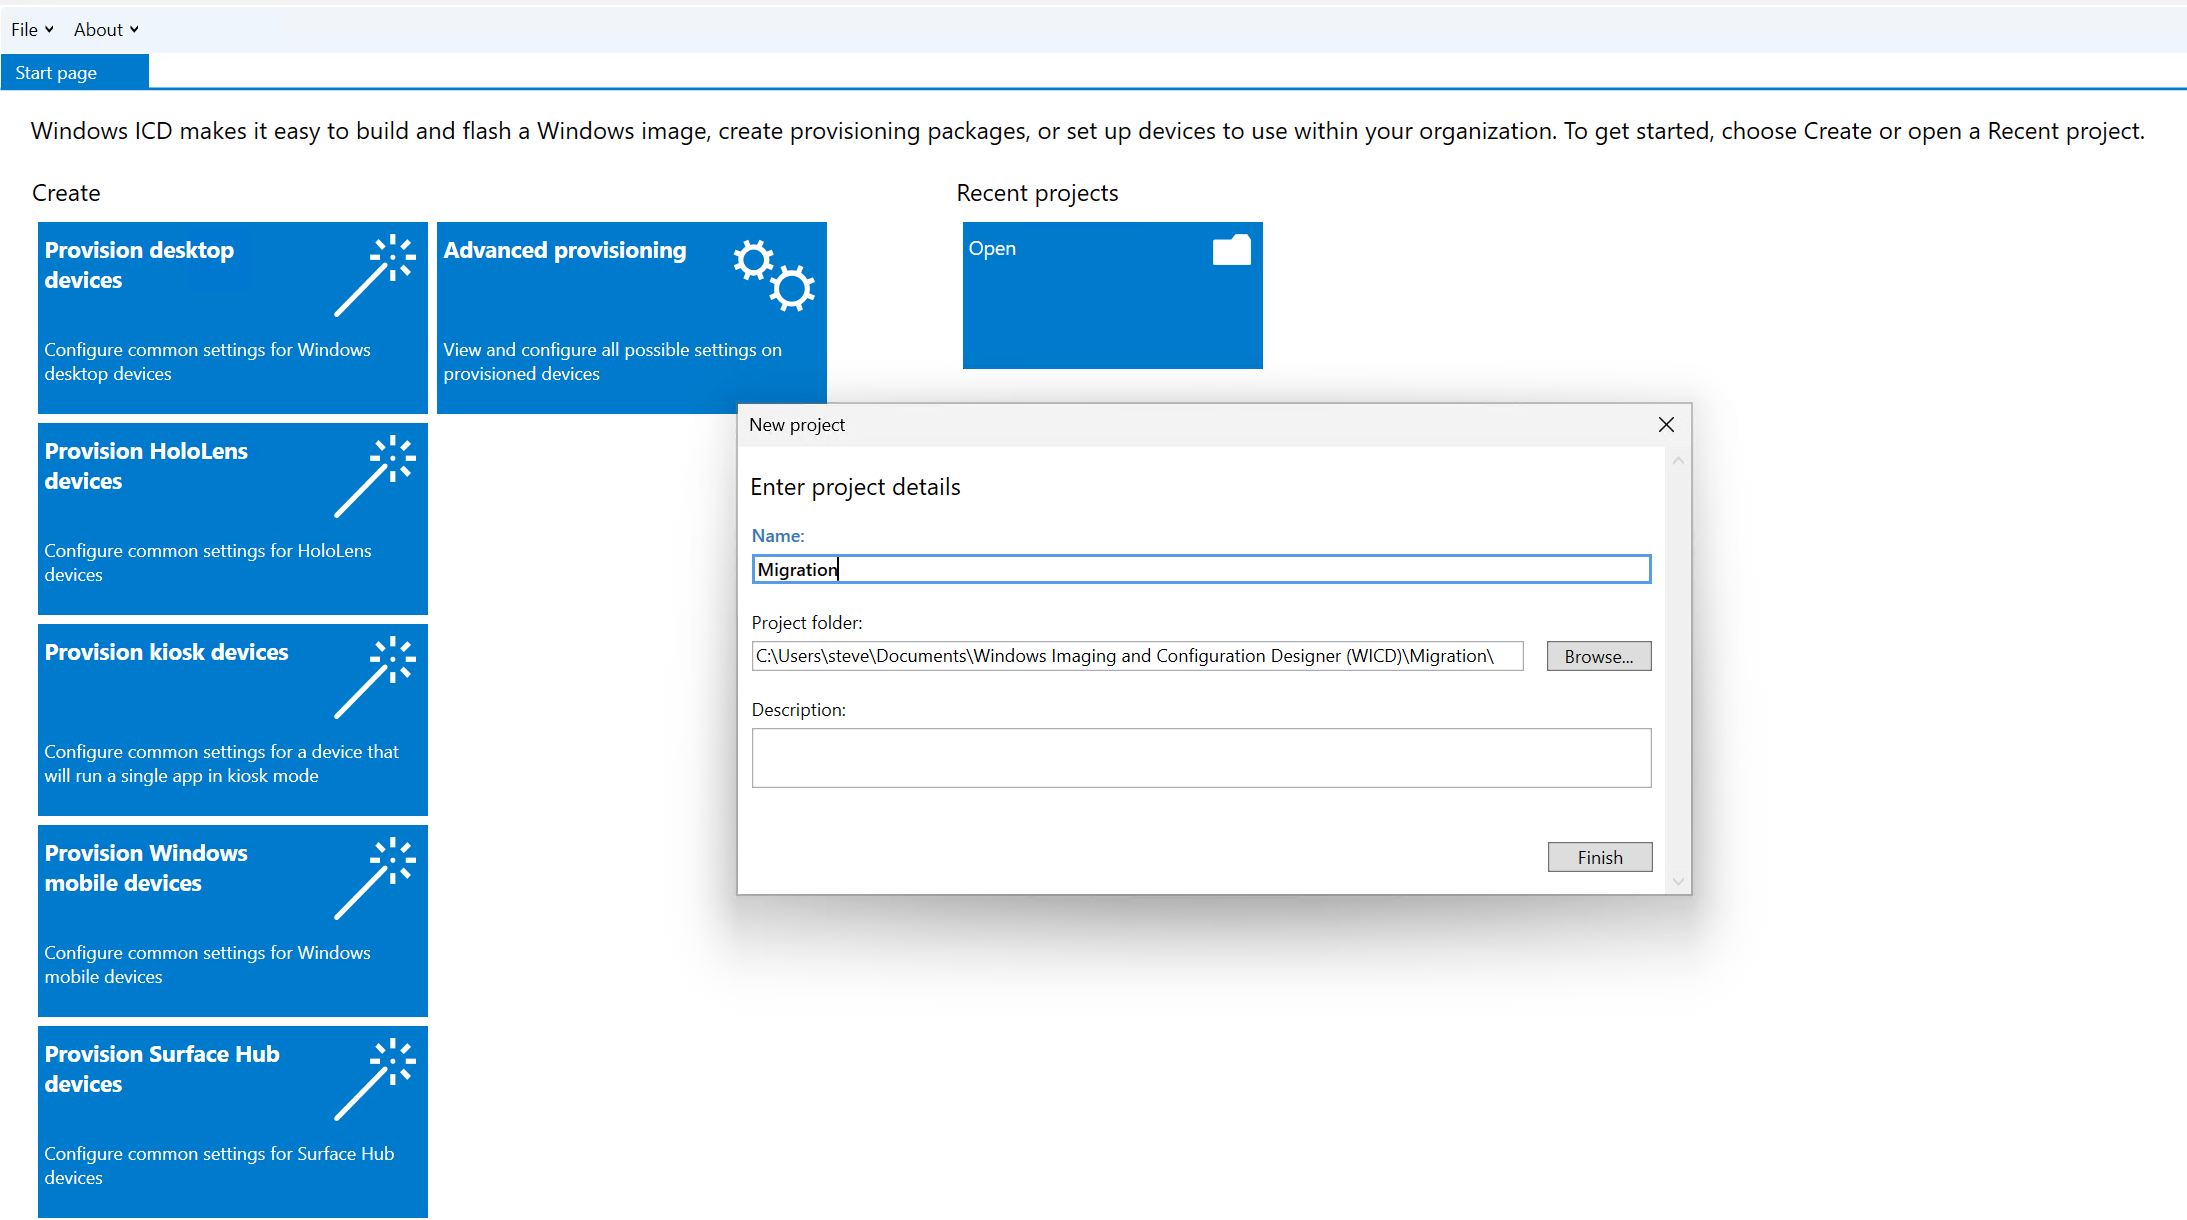 File About
Start page
Windows ICD makes it easy to build and flash a Windows image, create provisioning packages, or set up devices to use within your organization. To get started, choose Create or open a Recent project.
Create
Provision desktop
devices
Configure common settings for Windows
desktop devices
Advanced provisioning
View and configure all possible settings on
provisioned devices
Provision HoloLens
devices
Configure common settings for HoloLens
devices
Provision kiosk devices
Configure common settings for a device that
will run a single app in kiosk mode
Provision Windows
mobile devices
Configure common settings for Windows
mobile devices
Provision Surface Hub
devices
Configure common settings for Surface Hub
devices
Recent projects
Open
New project
Enter project details
Name:
Migration
Project folder:
C:\Users\steve\Documents\Windows Imaging and Configuration Designer (WICD)\Migration\
Browse...
Description:
Finish